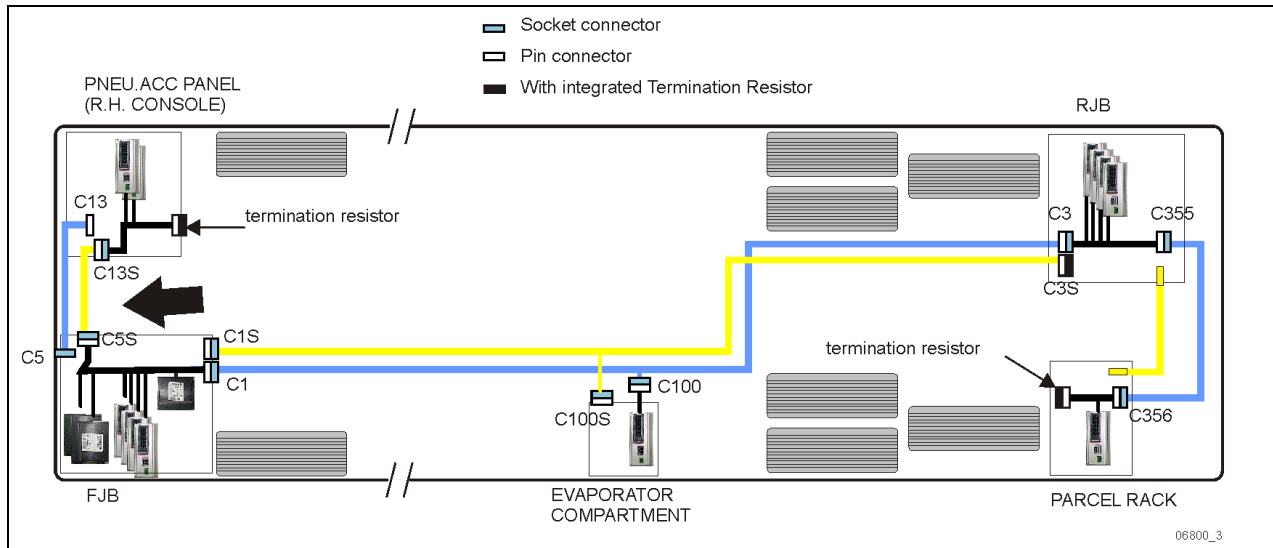 Socket connector
Pin connector
With integrated Termination Resistor
PNEU.ACC PANEL
(R.H. CONSOLE)
RJB
C13
termination resistor
C3
C355
C13S
C3S
C5S
C1S
C5
termination resistor
C1
C100
C100S
C356
FJB
EVAPORATOR
COMPARTMENT
PARCEL RACK
06800_3